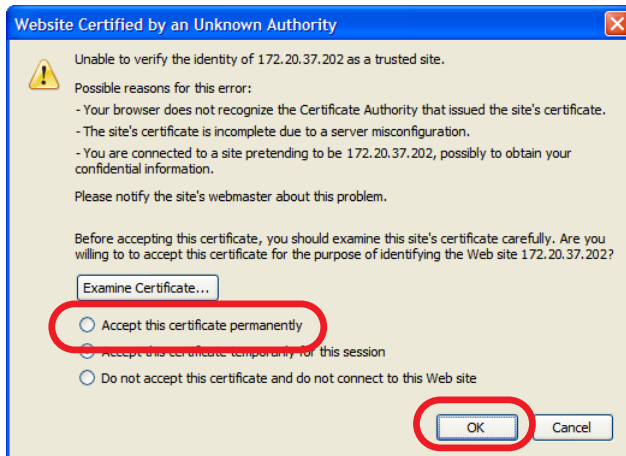 Website Certified by an Unknown Authority
Unable to verify the identity of 172.20.37.202 as a trusted site.
Possible reasons for this error:
- Your browser does not recognize the Certificate Authority that issued the site's certificate.
- The site's certificate is incomplete due to a server misconfiguration.
- You are connected to a site pretending to be 172.20.37.202, possibly to obtain your
confidential information.
Please notify the site's webmaster about this problem.
Before accepting this certificate, you should examine this site's certificate carefully. Are you
willing to to accept this certificate for the purpose of identifying the Web site 172.20.37.202?
Examine Certificate...
Accept this certificate permanently
Accept this certificate temporarily for this session
Do not accept this certificate and do not connect to this Web site
OK Cancel